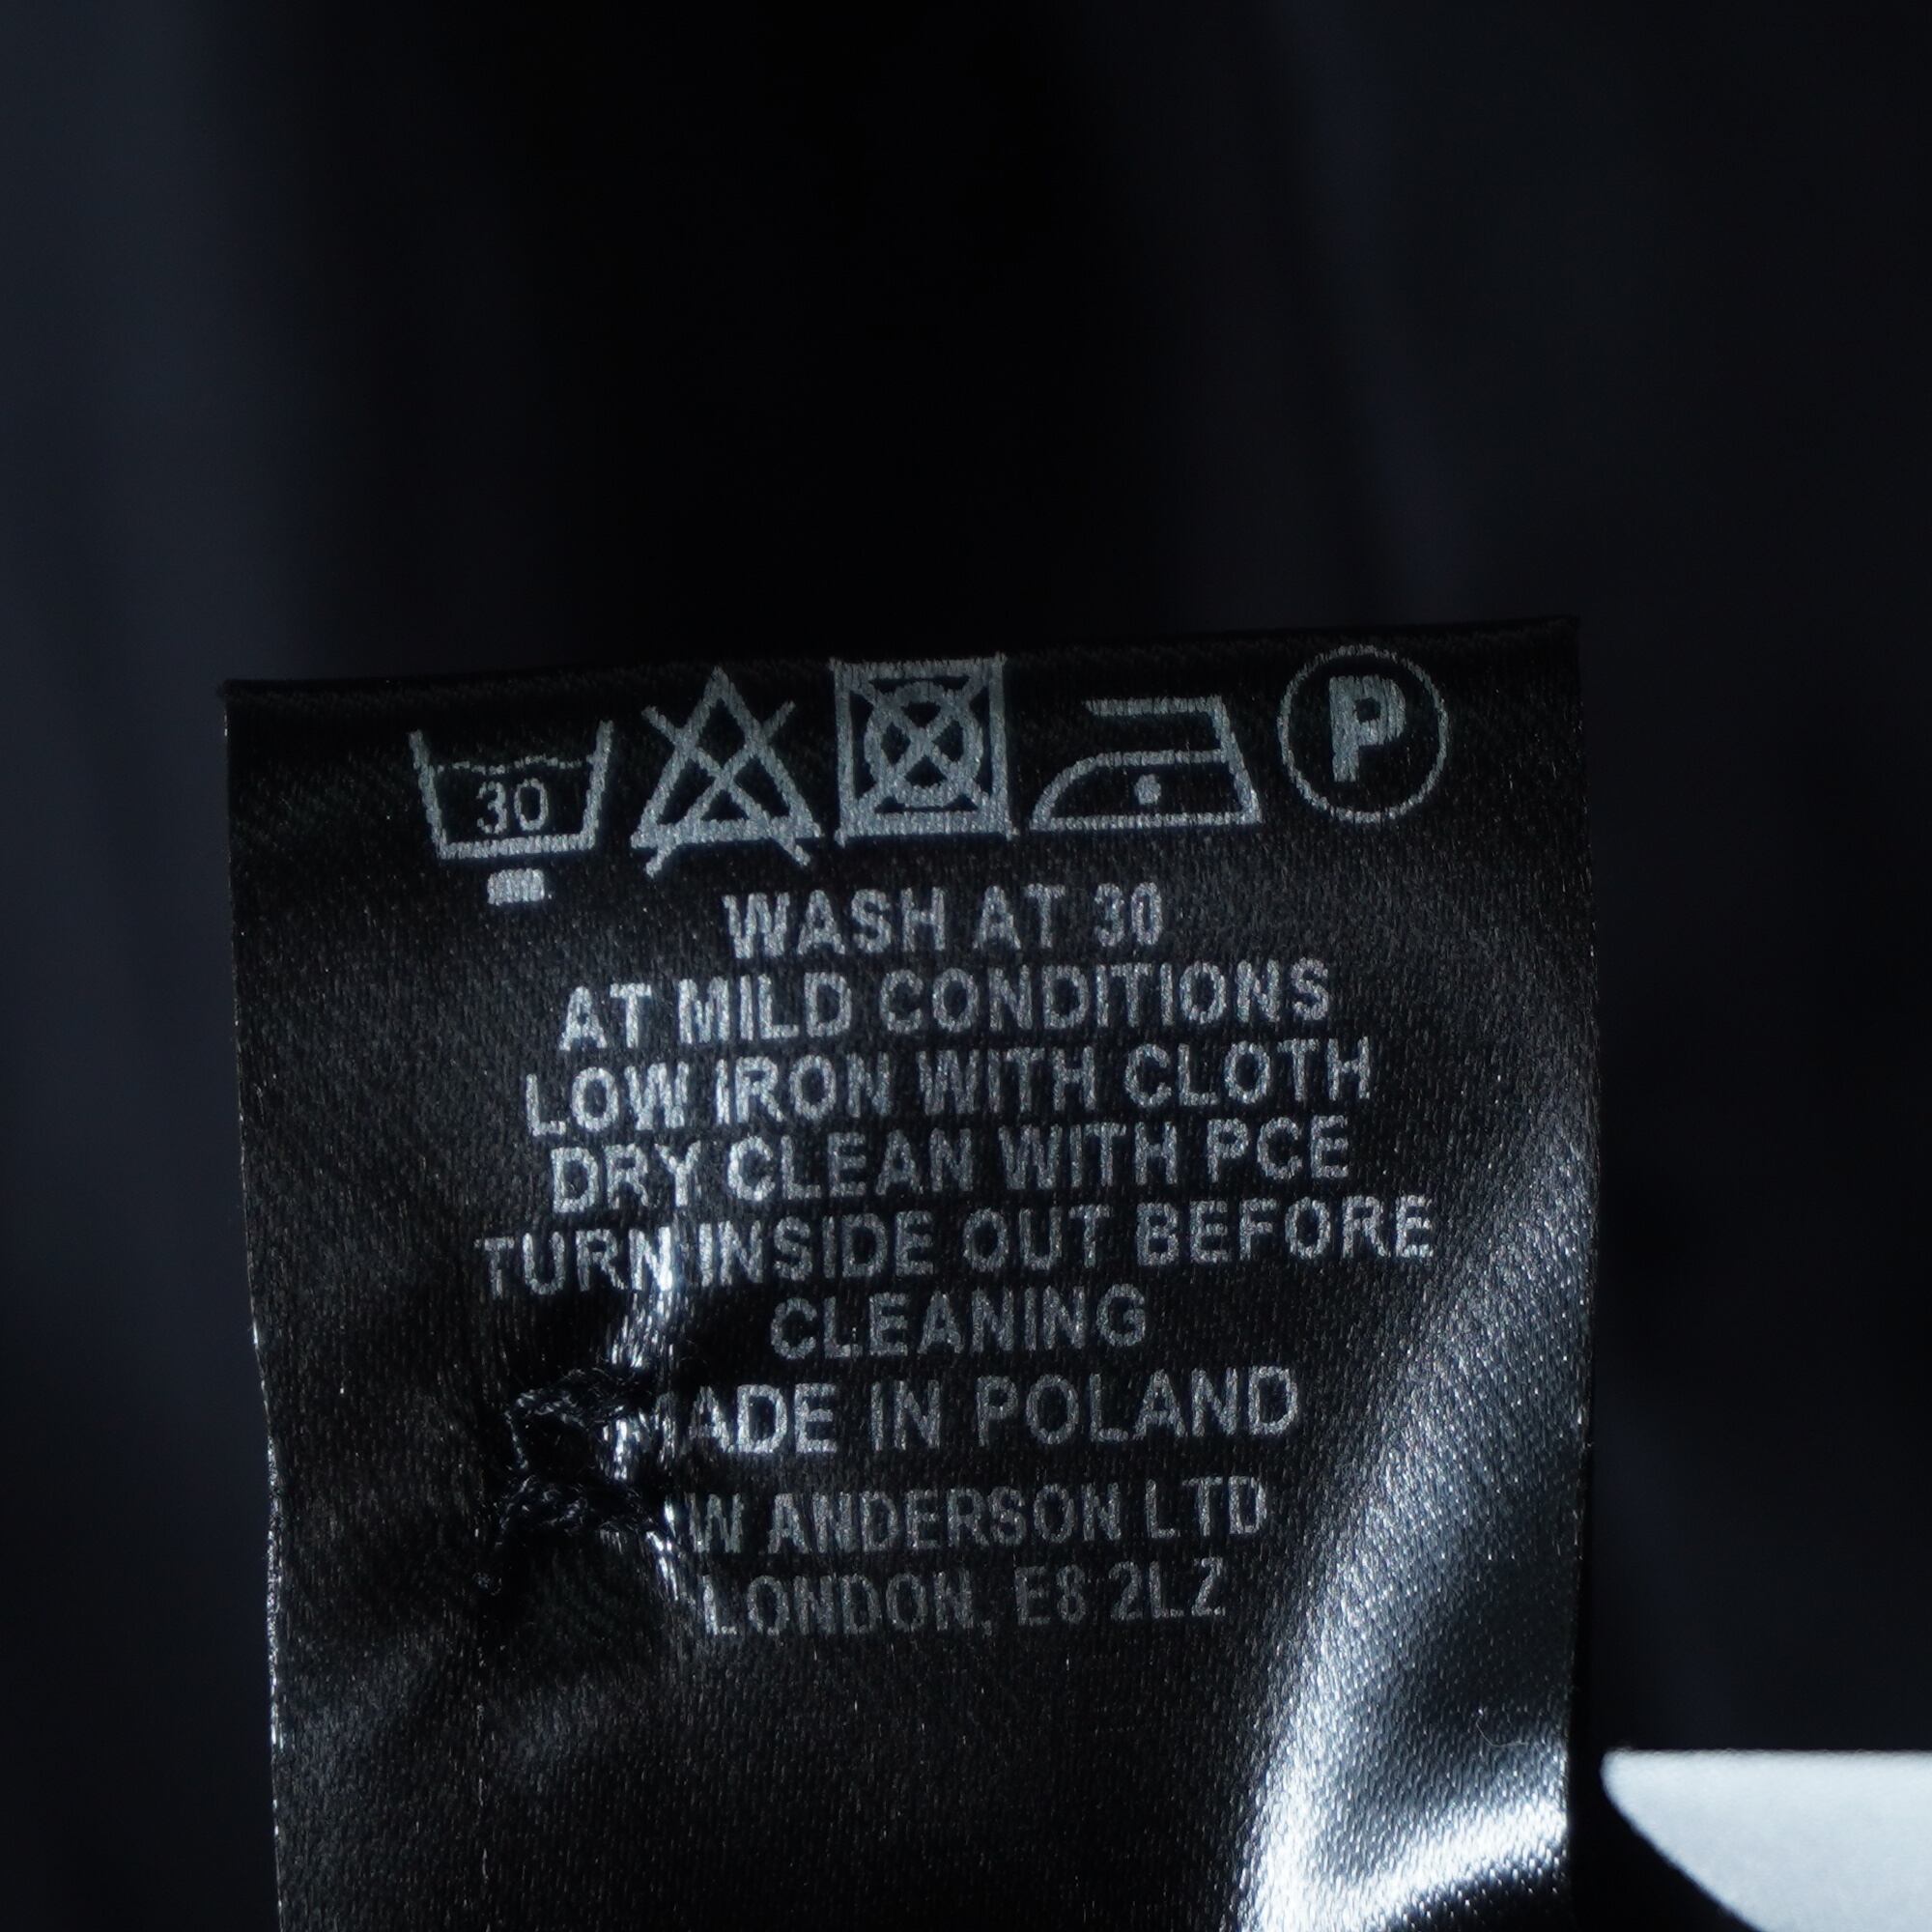 30
P
WASH AT 30
AT MILD CONDITIONS
LOW IRON WITH CLOTH
DRY CLEAN WITH PCE
TURN INSIDE OUT BEFORE
CLEANING
MADE IN POLAND
W ANDERSON LTD
LONDON, E8 2LZ